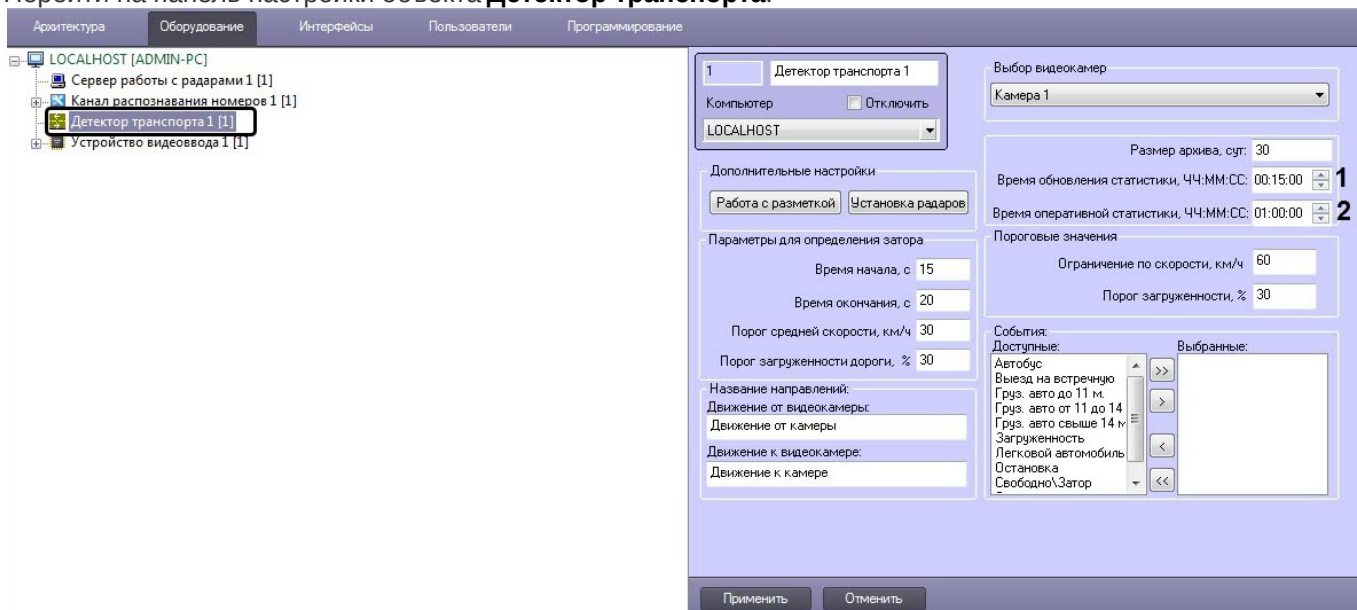 Перейти на панель настройки объекта Детектор транспорта.
Архитектура Оборудование Интерфейсы Пользователи Программирование
LOCALHOST [ADMIN-PC]
Сервер работы с радарами 1 [1]
Канал распознавания номеров 1 [1]
Детектор транспорта 1 [1]
Устройство видеоввода 1 [1]
1 Детектор транспорта 1
Компьютер Отключить
LOCALHOST
Дополнительные настройки
Работа с разметкой Установка радаров
Параметры для определения затора
Время начала, с 15
Время окончания, с 20
Порог средней скорости, км/ч 30
Порог загруженности дороги, % 30
Название направлений:
Движение от видеокамеры:
Движение от камеры
Движение к видеокамере:
Движение к камере
Выбор видеокамер
Камера 1
Размер архива, сут: 30
Время обновления статистики, ЧЧ:ММ:СС: 00:15:00 1
Время оперативной статистики, ЧЧ:ММ:СС: 01:00:00 2
Пороговые значения
Ограничение по скорости, км/ч 60
Порог загруженности, % 30
События:
Доступные: Выбранные:
Автобус
Выезд на встречную
Груз. авто до 11 м.
Груз. авто от 11 до 14
Груз. авто свыше 14 м
Загруженность
Легковой автомобиль
Остановка
Свободно\Затор
>>
>
<
<<
Применить Отменить